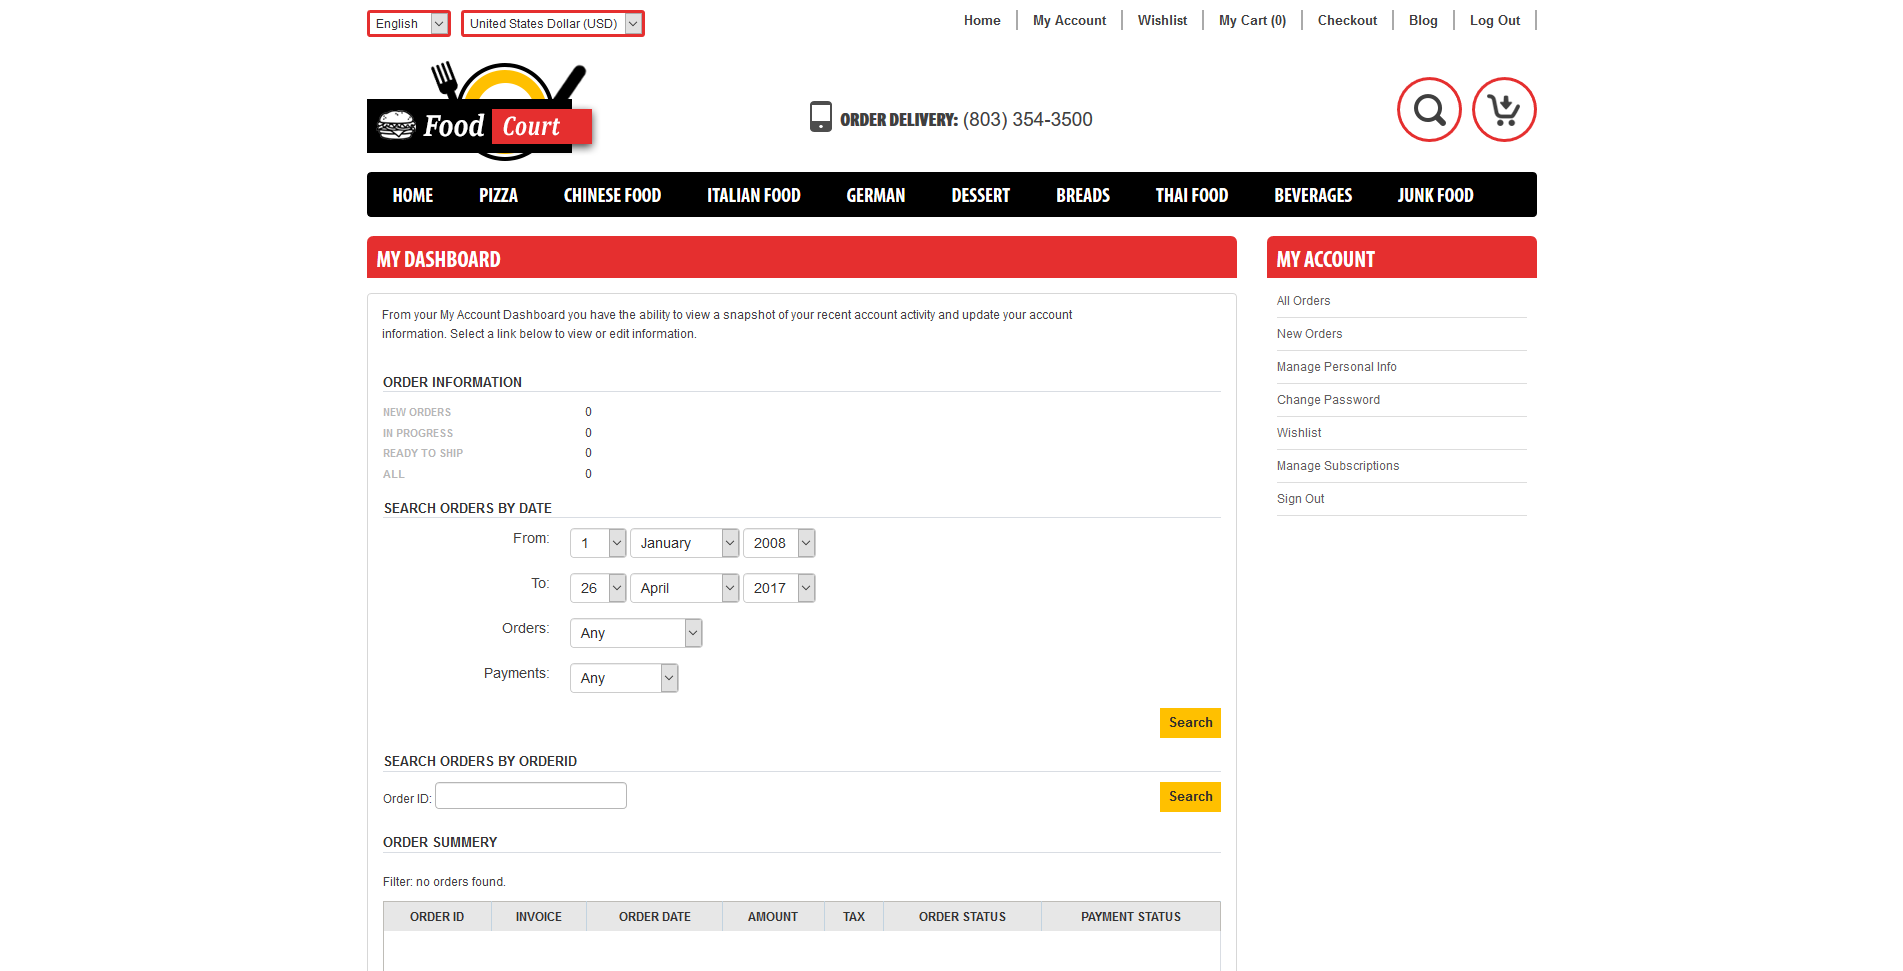 English
United States Dollar (USD)
Home
My Account
Wishlist
My Cart (0)
Checkout
Blog
Log Out
Food Court
ORDER DELIVERY: (803) 354-3500
HOME
PIZZA
CHINESE FOOD
ITALIAN FOOD
GERMAN
DESSERT
BREADS
THAI FOOD
BEVERAGES
JUNK FOOD
MY DASHBOARD
From your My Account Dashboard you have the ability to view a snapshot of your recent account activity and update your account
information. Select a link below to view or edit information.
ORDER INFORMATION
NEW ORDERS 0
IN PROGRESS 0
READY TO SHIP 0
ALL 0
SEARCH ORDERS BY DATE
From: 1 January 2008
To: 26 April 2017
Orders: Any
Payments: Any
Search
SEARCH ORDERS BY ORDERID
Order ID:
Search
ORDER SUMMERY
Filter: no orders found.
ORDER ID
INVOICE
ORDER DATE
AMOUNT
TAX
ORDER STATUS
PAYMENT STATUS
MY ACCOUNT
All Orders
New Orders
Manage Personal Info
Change Password
Wishlist
Manage Subscriptions
Sign Out